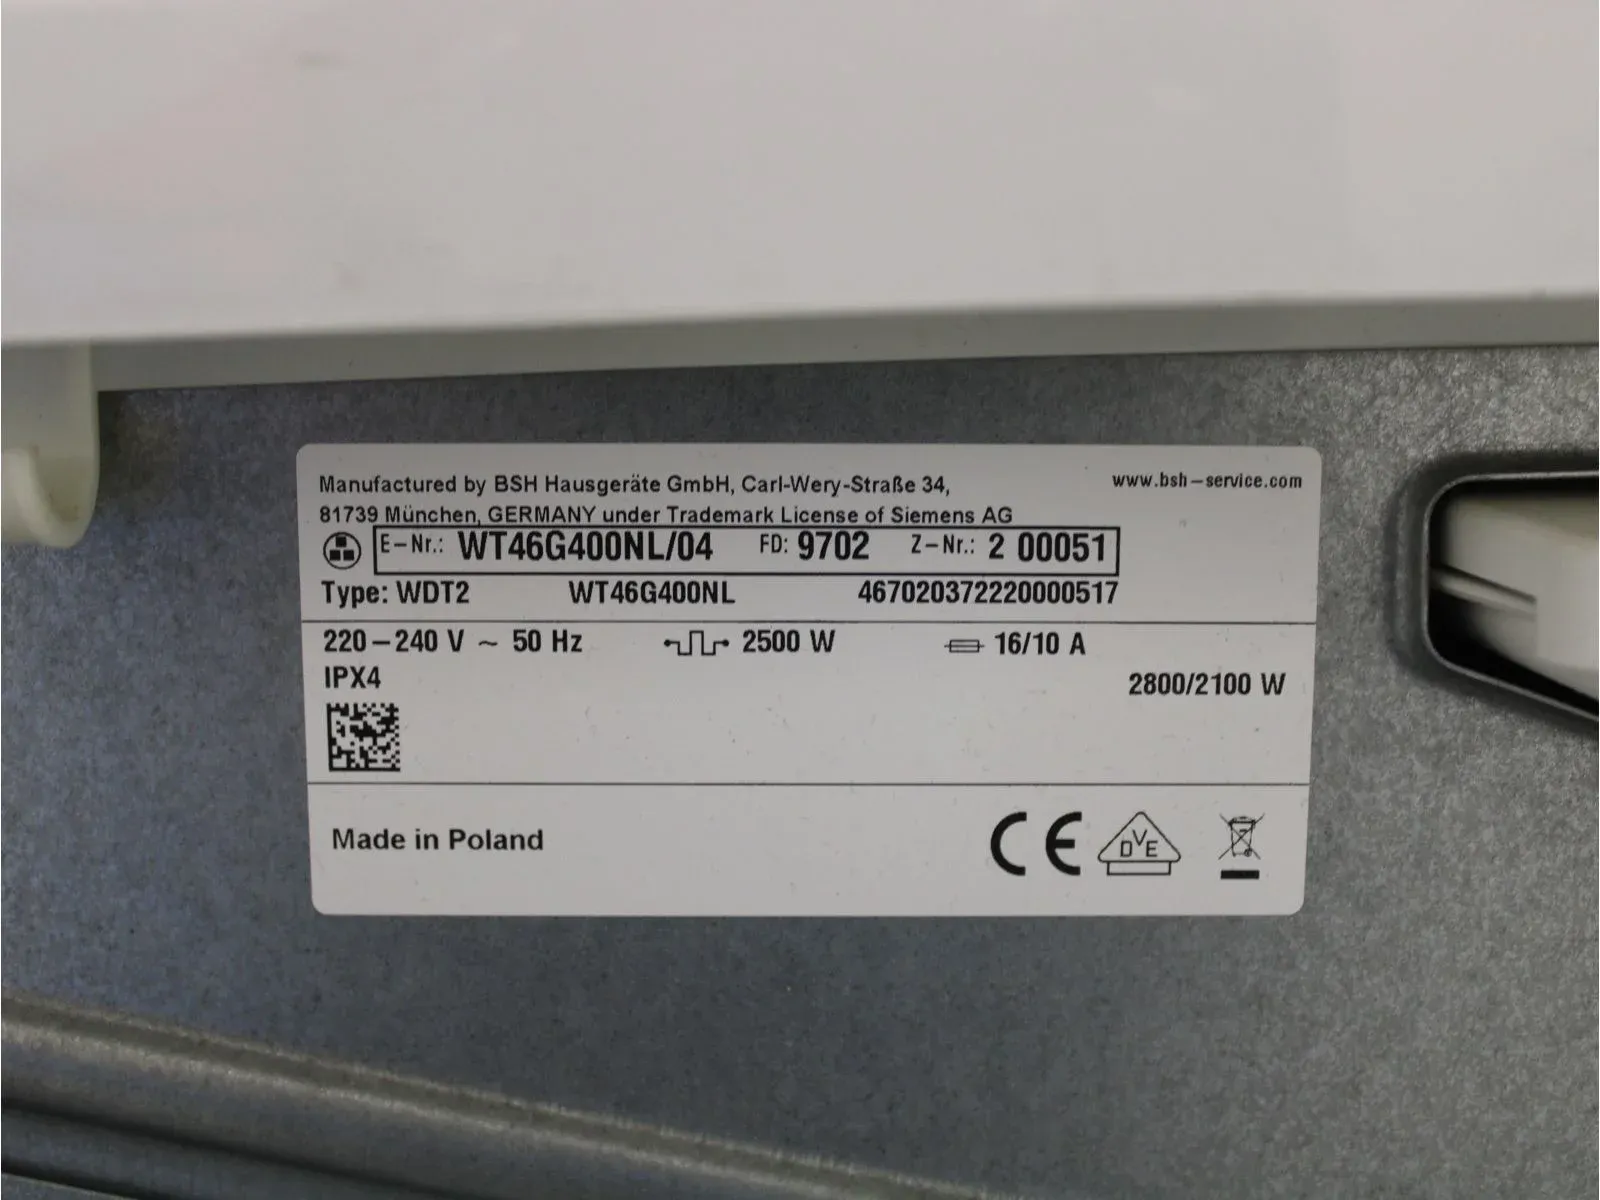 Manufactured by BSH Hausgeräte GmbH, Carl-Wery-Straße 34,
www.bsh-service.com
81739 München, GERMANY under Trademark License of Siemens AG
E-Nr.: WT46G400NL/04 FD: 9702 Z-Nr.: 2 00051
Type: WDT2 WT46G400NL 467020372220000517
220-240 V ~ 50 Hz 2500 W 16/10 A
IPX4
2800/2100 W
Made in Poland
CE DVE